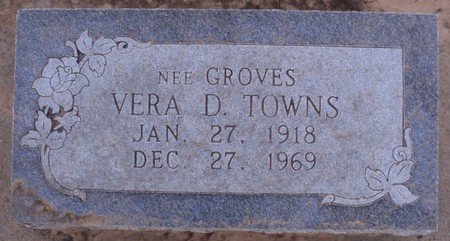 NEE GROVES
VERA D. TOWNS
JAN. 27, 1918
DEC 27, 1969